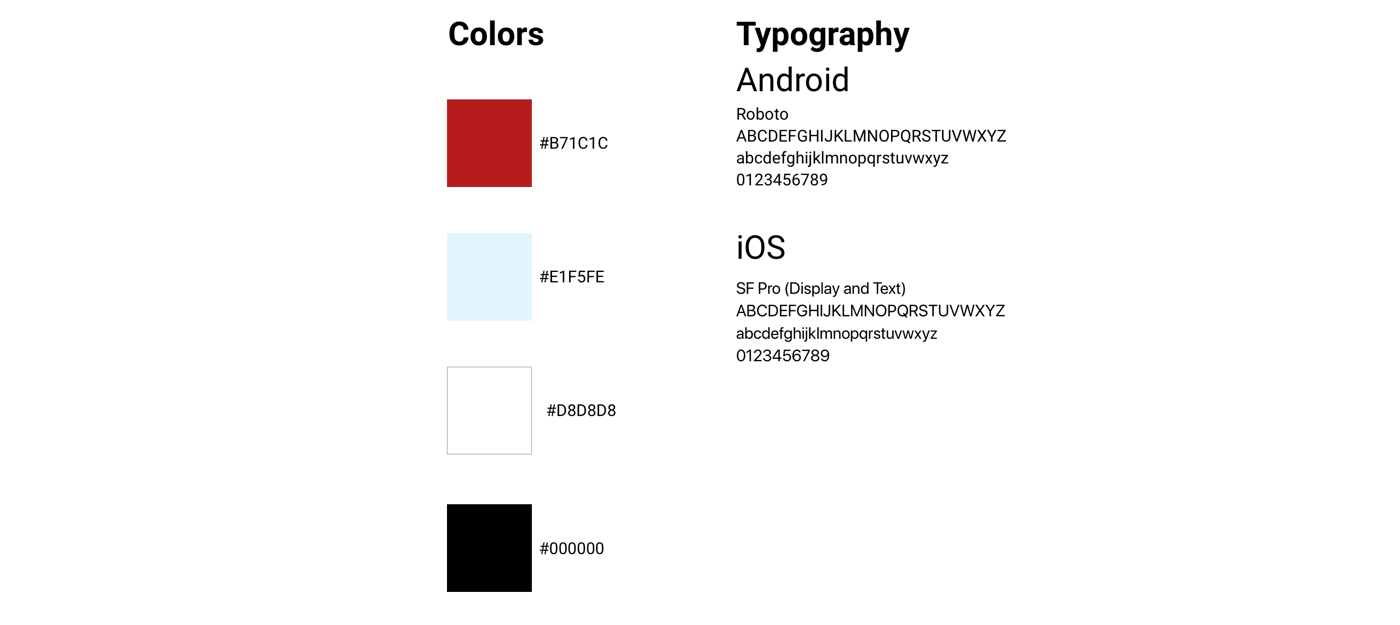 Colors
#B71C1C
#E1F5FE
#D8D8D8
#000000
Typography
Android
Roboto
ABCDEFGHIJKLMNOPQRSTUVWXYZ
abcdefghijklmnopqrstuvwxyz
0123456789
iOS
SF Pro (Display and Text)
ABCDEFGHIJKLMNOPQRSTUVWXYZ
abcdefghijklmnopqrstuvwxyz
0123456789